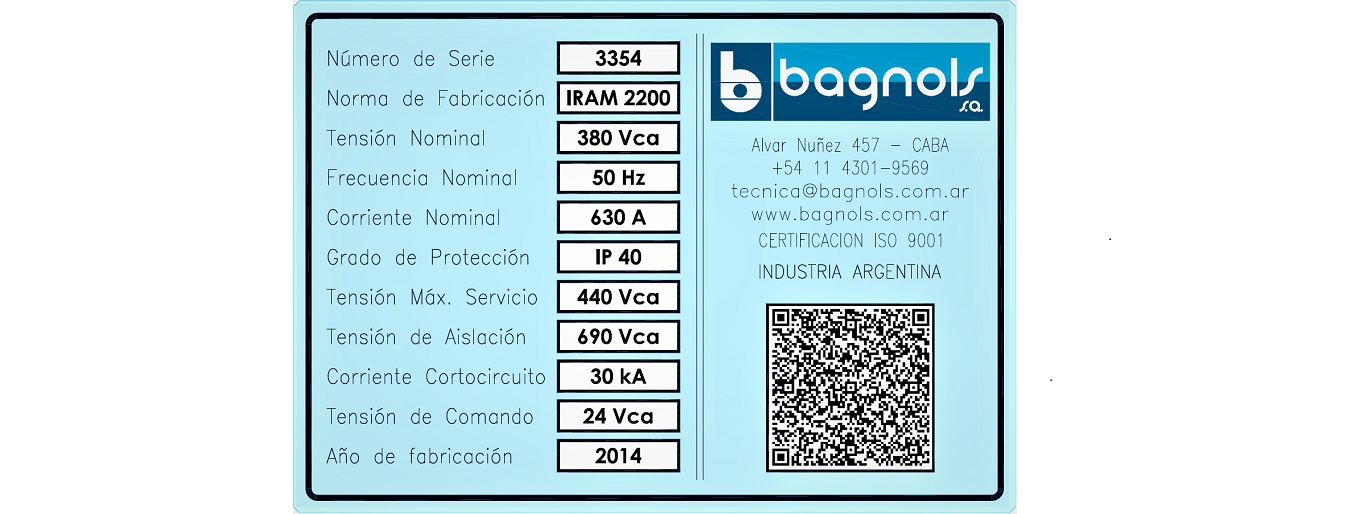 Número de Serie 3354
Norma de Fabricación IRAM 2200
Tensión Nominal 380 Vca
Frecuencia Nominal 50 Hz
Corriente Nominal 630 A
Grado de Protección IP 40
Tensión Máx. Servicio 440 Vca
Tensión de Aislación 690 Vca
Corriente Cortocircuito 30 kA
Tensión de Comando 24 Vca
Año de fabricación 2014
b bagnols
s.a.
Alvar Nuñez 457 - CABA
+54 11 4301-9569
tecnica@bagnols.com.ar
www.bagnols.com.ar
CERTIFICACION ISO 9001
INDUSTRIA ARGENTINA